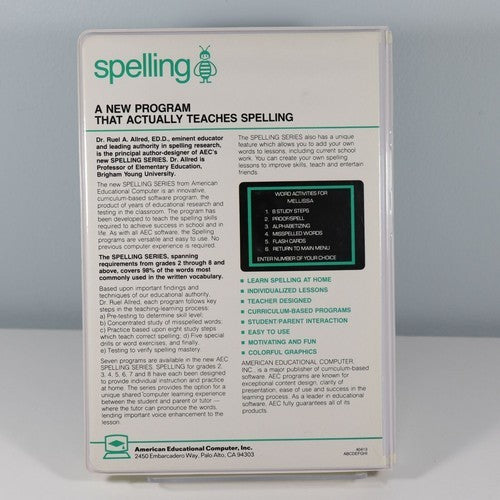 spelling
A NEW PROGRAM
THAT ACTUALLY TEACHES SPELLING
Dr. Ruel A. Allred, ED.D., eminent educator
and leading authority in spelling research,
is the principal author-designer of AEC's
new SPELLING SERIES. Dr. Allred is
Professor of Elementary Education,
Brigham Young University.
The new SPELLING SERIES from American
Educational Computer is an innovative,
curriculum-based software program, the
product of years of educational research and
testing in the classroom. The program has
been developed to teach the spelling skills
required to achieve success in school and in
life. As with all AEC software, the Spelling
programs are versatile and easy to use. No
previous computer experience is required.
The SPELLING SERIES, spanning
requirements from grades 2 through 8 and
above, covers 98% of the words most
commonly used in the written vocabulary.
Based upon important findings and
techniques of our educational authority,
Dr. Ruel Allred, each program follows key
steps in the teaching-learning process:
a) Pre-testing to determine skill level;
b) Concentrated study of misspelled words;
c) Practice based upon eight study steps
which teach correct spelling; d) Five special
drills or word exercises, and finally,
e) Testing to verify spelling mastery
Seven programs are available in the new AEC
SPELLING SERIES. SPELLING for grades 2,
3, 4, 5, 6, 7 and 8 have each been designed
to provide individual instruction and practice
at home. The series provides the option for a
unique shared computer learning experience
between the student and parent or tutor —
where the tutor can pronounce the words,
lending important voice enhancement to the
lesson.
The SPELLING SERIES also has a unique
feature which allows you to add your own
words to lessons, including current school
work. You can create your own spelling
lessons to improve skills, teach and entertain
friends.
WORD ACTIVITIES FOR
MELLISSA
1 8 STUDY STEPS
2 PROOF/SPELL
3 ALPHABETIZING
4 MISSPELLED WORDS
5 FLASH CARDS
6 RETURN TO MAIN MENU
ENTER NUMBER OF YOUR CHOICE
LEARN SPELLING AT HOME
INDIVIDUALIZED LESSONS
TEACHER DESIGNED
CURRICULUM-BASED PROGRAMS
STUDENT/PARENT INTERACTION
EASY TO USE
MOTIVATING AND FUN
COLORFUL GRAPHICS
AMERICAN EDUCATIONAL COMPUTER,
INC. is a major publisher of curriculum-based
software. AEC programs are known for
exceptional content design, clarity of
presentation, ease of use and success in the
learning process. As a leader in educational
software, AEC fully guarantees all of its
products.
American Educational Computer, Inc.
2450 Embarcadero Way, Palo Alto, CA 94303
ABCDEFGHI